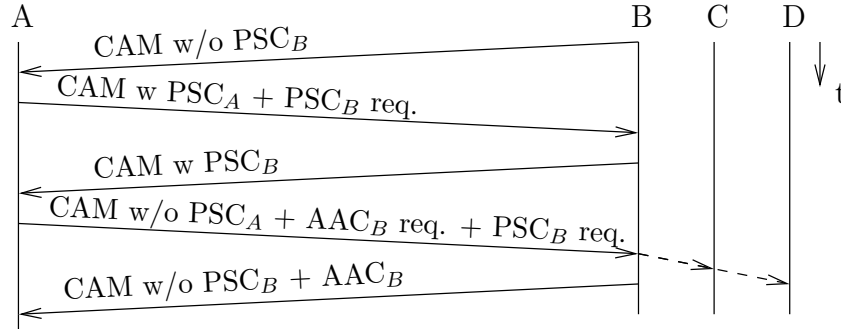 A B C D
CAM w/o PSC_B
t
CAM w PSC_A + PSC_B req.
CAM w PSC_B
CAM w/o PSC_A + AAC_B req. + PSC_B req.
CAM w/o PSC_B + AAC_B